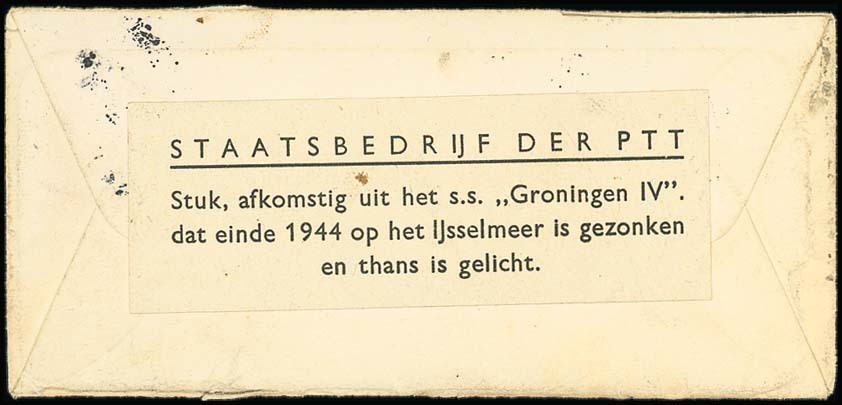 STAATSBEDRIJF DER PTT
Stuk, afkomstig uit het s.s. „Groningen IV”.
dat einde 1944 op het IJsselmeer is gezonken
en thans is gelicht.